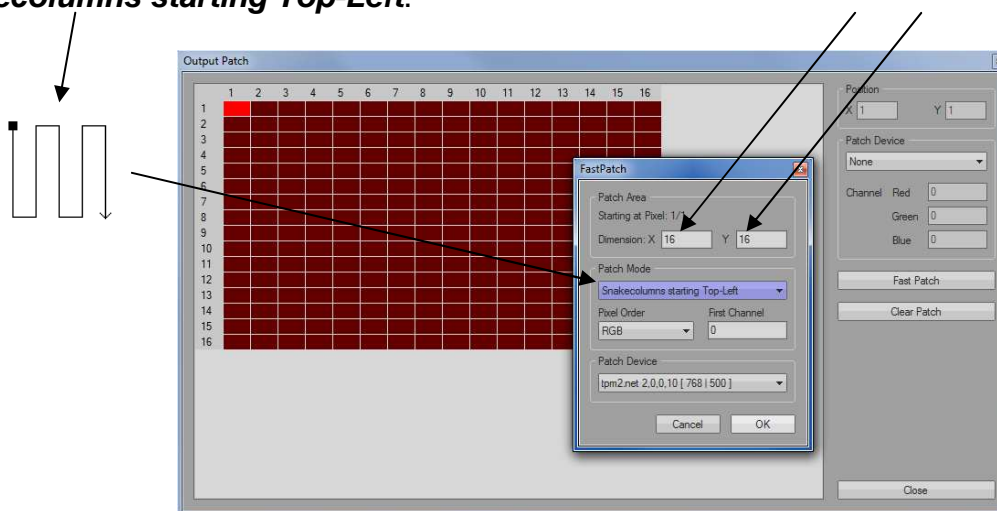 ecolumns starting Top-Left.
Output Patch
1 2 3 4 5 6 7 8 9 10 11 12 13 14 15 16
1
2
3
4
5
6
7
8
9
10
11
12
13
14
15
16
Position
X 1 Y 1
Patch Device
None
Channel Red 0
Green 0
Blue 0
Fast Patch
Clear Patch
Close
FastPatch
Patch Area
Starting at Pixel: 1/1
Dimension: X 16 Y 16
Patch Mode
Snakecolumns starting Top-Left
Pixel Order First Channel
RGB 0
Patch Device
tpm2.net 2,0,0,10 [ 768 | 500 ]
Cancel OK